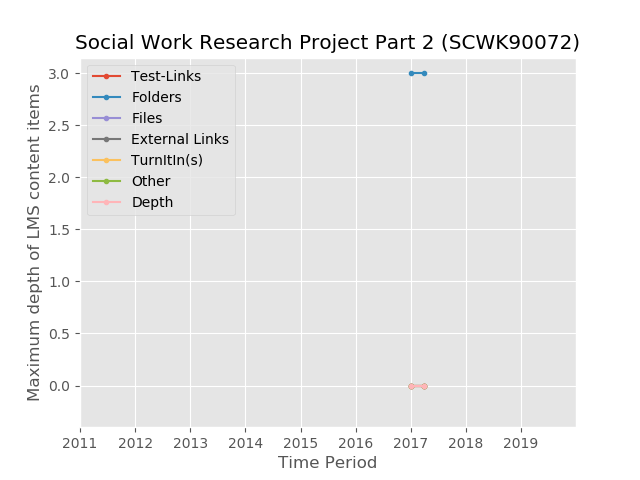 Social Work Research Project Part 2 (SCWK90072)
Test-Links
Folders
Files
External Links
TurnItIn(s)
Other
Depth
Maximum depth of LMS content items
3.0
2.5
2.0
1.5
1.0
0.5
0.0
2011 2012 2013 2014 2015 2016 2017 2018 2019
Time Period